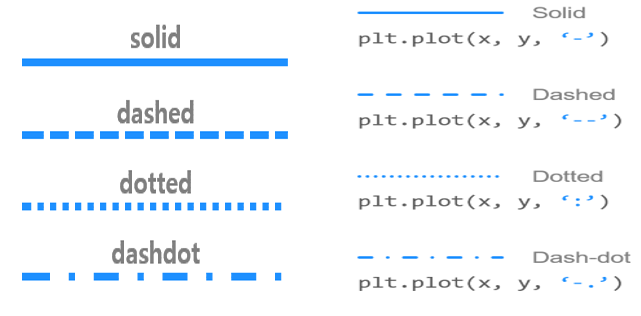 solid
dashed
dotted
dashdot
Solid
plt.plot(x, y, ‘-’)
Dashed
plt.plot(x, y, ‘--’)
Dotted
plt.plot(x, y, ‘:’)
Dash-dot
plt.plot(x, y, ‘-.’)